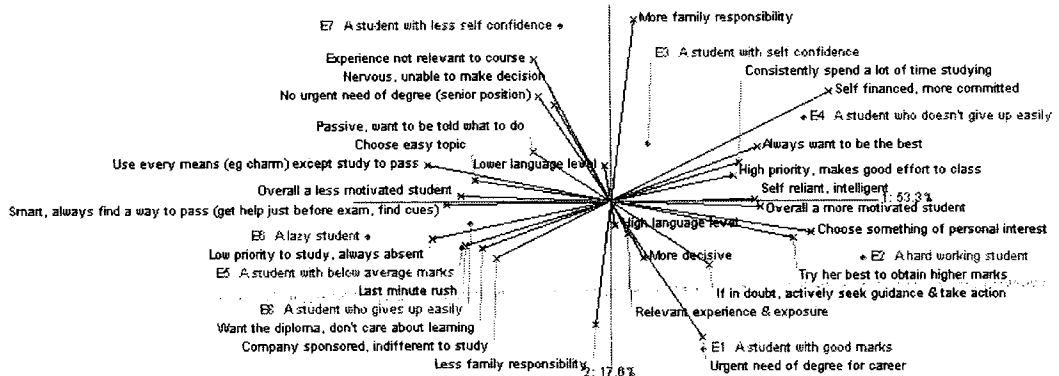 More family responsibility
E7 A student with less self confidence
E3 A student with self confidence
Experience not relevant to course
Consistently spend a lot of time studying
Nervous, unable to make decision
Self financed, more committed
No urgent need of degree (senior position)
E4 A student who doesn't give up easily
Passive, want to be told what to do
Choose easy topic
Always want to be the best
Use every means (eg charm) except study to pass
Lower language level
High priority, makes good effort to class
Overall a less motivated student
Self reliant, intelligent
1: 53.3%
Smart, always find a way to pass (get help just before exam, find cues)
Overall a more motivated student
High language level
Choose something of personal interest
E6 A lazy student
Low priority to study, always absent
More decisive
E2 A hard working student
E5 A student with below average marks
Try her best to obtain higher marks
Last minute rush
If in doubt, actively seek guidance & take action
E8 A student who gives up easily
Relevant experience & exposure
Want the diploma, don't care about learning
Company sponsored, indifferent to study
E1 A student with good marks
Less family responsibility
Urgent need of degree for career
2: 17.6%